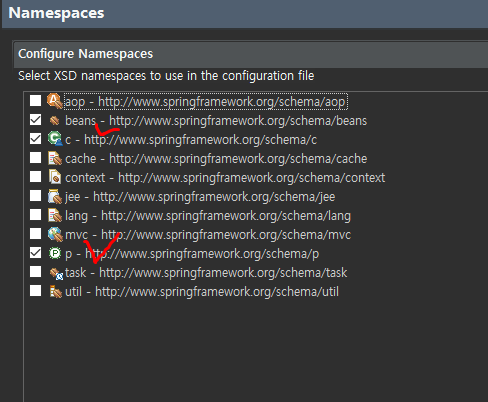 Namespaces
Configure Namespaces
Select XSD namespaces to use in the configuration file
aop - http://www.springframework.org/schema/aop
beans - http://www.springframework.org/schema/beans
c - http://www.springframework.org/schema/c
cache - http://www.springframework.org/schema/cache
context - http://www.springframework.org/schema/context
jee - http://www.springframework.org/schema/jee
lang - http://www.springframework.org/schema/lang
mvc - http://www.springframework.org/schema/mvc
p - http://www.springframework.org/schema/p
task - http://www.springframework.org/schema/task
util - http://www.springframework.org/schema/util